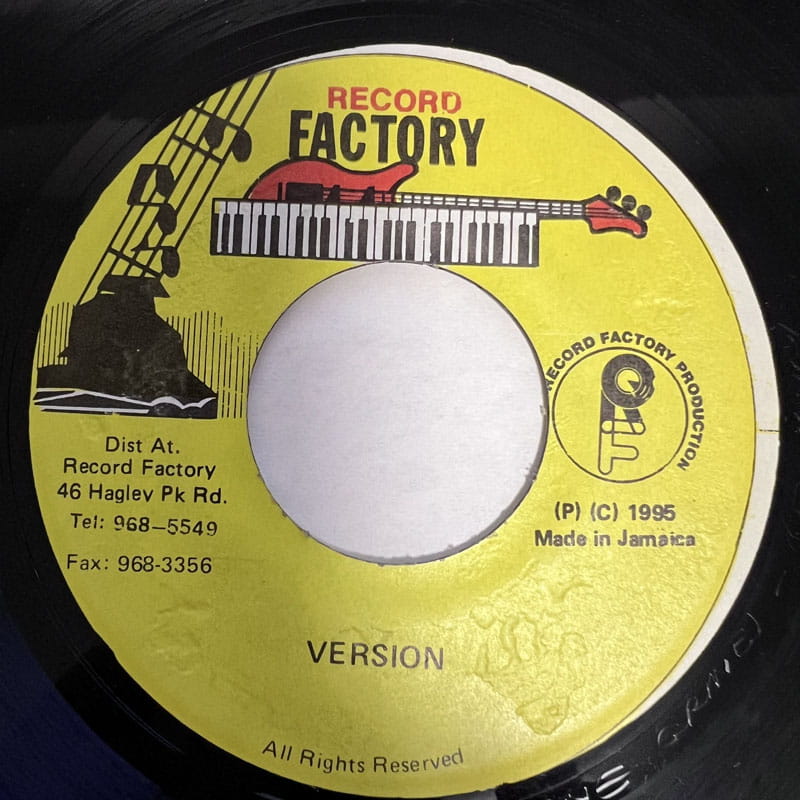 RECORD
FACTORY
RECORD FACTORY PRODUCTION
Dist At.
Record Factory
46 Haglev Pk Rd.
Tel: 968-5549
Fax: 968-3356
(P) (C) 1995
Made in Jamaica
VERSION
All Rights Reserved